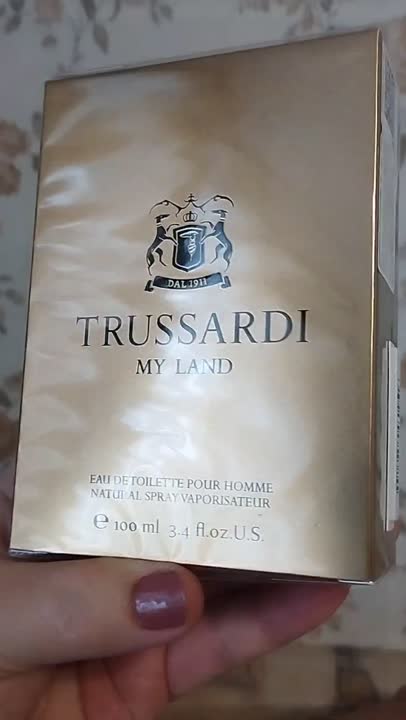 DAL 1911
TRUSSARDI
MY LAND
EAU DE TOILETTE POUR HOMME
NATURAL SPRAY VAPORISATEUR
e 100 ml 3.4 fl.oz.U.S.